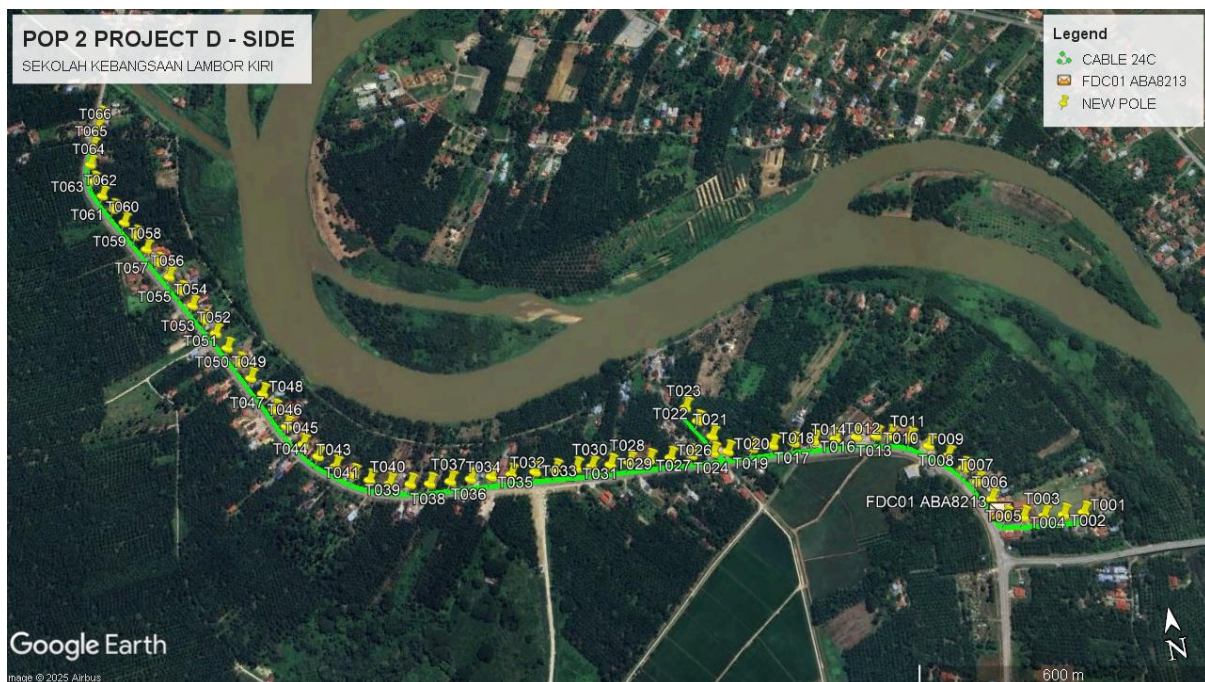 POP 2 PROJECT D - SIDE
SEKOLAH KEBANGSAAN LAMBOR KIRI
Legend
CABLE 24C
FDC01 ABA8213
NEW POLE
T066
T065
T064
T063
T062
T061
T060
T059
T058
T057
T056
T055
T054
T053
T052
T051
T050
T049
T048
T047
T046
T045
T044
T043
T041
T040
T039
T038
T037
T036
T034
T035
T032
T033
T030
T031
T028
T029
T027
T026
T024
T023
T022
T021
T020
T019
T018
T017
T014
T016
T012
T013
T011
T010
T009
T008
T007
T006
FDC01 ABA8213
T005
T003
T004
T001
T002
Google Earth
mage © 2025 Airbus
N
600 m